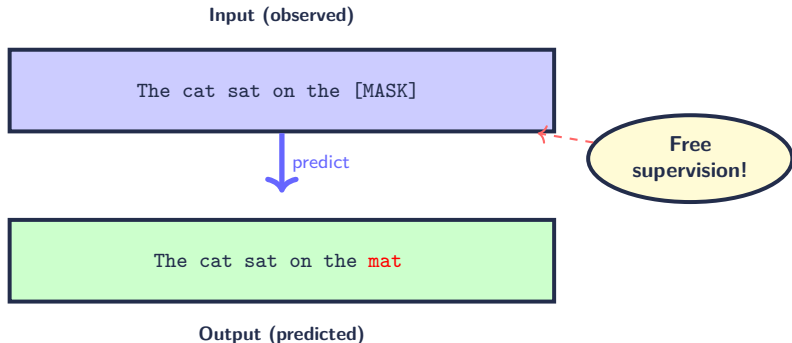 Input (observed)
The cat sat on the [MASK]
predict
Free
supervision!
The cat sat on the mat
Output (predicted)